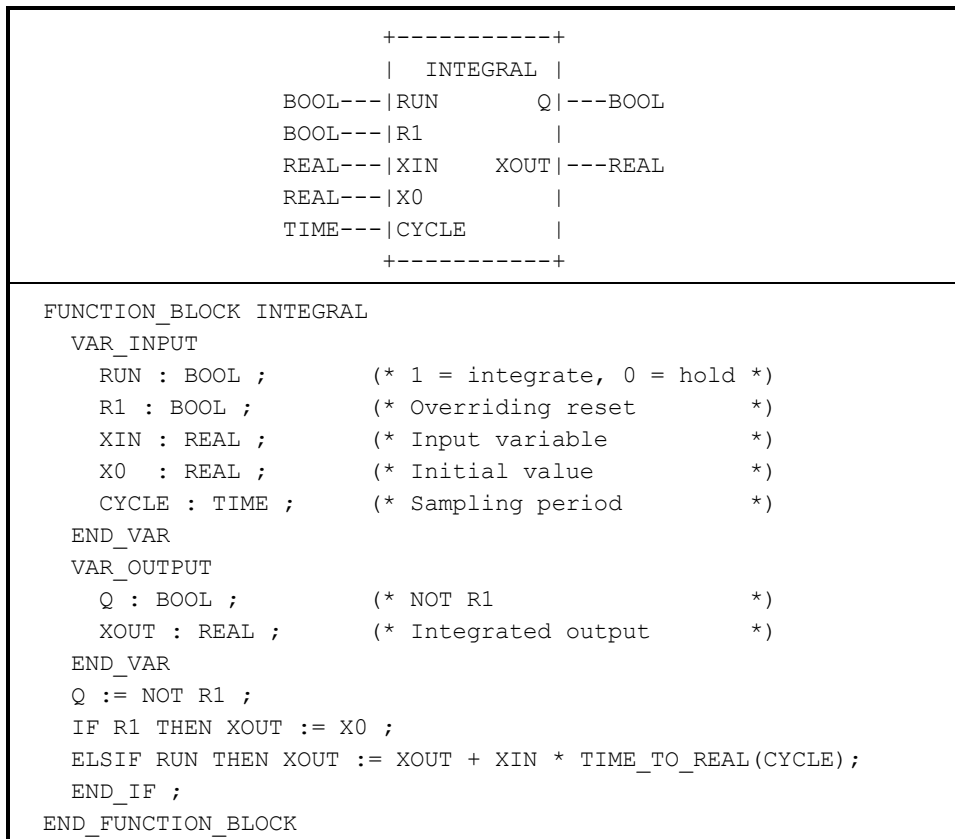 +-----------+
|  INTEGRAL |
BOOL---|RUN       Q|---BOOL
BOOL---|R1         |
REAL---|XIN    XOUT|---REAL
REAL---|X0         |
TIME---|CYCLE      |
+-----------+
FUNCTION_BLOCK INTEGRAL
VAR_INPUT
RUN : BOOL ;       (* 1 = integrate, 0 = hold *)
R1 : BOOL ;        (* Overriding reset        *)
XIN : REAL ;       (* Input variable          *)
X0  : REAL ;       (* Initial value           *)
CYCLE : TIME ;     (* Sampling period         *)
END_VAR
VAR_OUTPUT
Q : BOOL ;         (* NOT R1                  *)
XOUT : REAL ;      (* Integrated output       *)
END_VAR
Q := NOT R1 ;
IF R1 THEN XOUT := X0 ;
ELSIF RUN THEN XOUT := XOUT + XIN * TIME_TO_REAL(CYCLE);
END_IF ;
END_FUNCTION_BLOCK